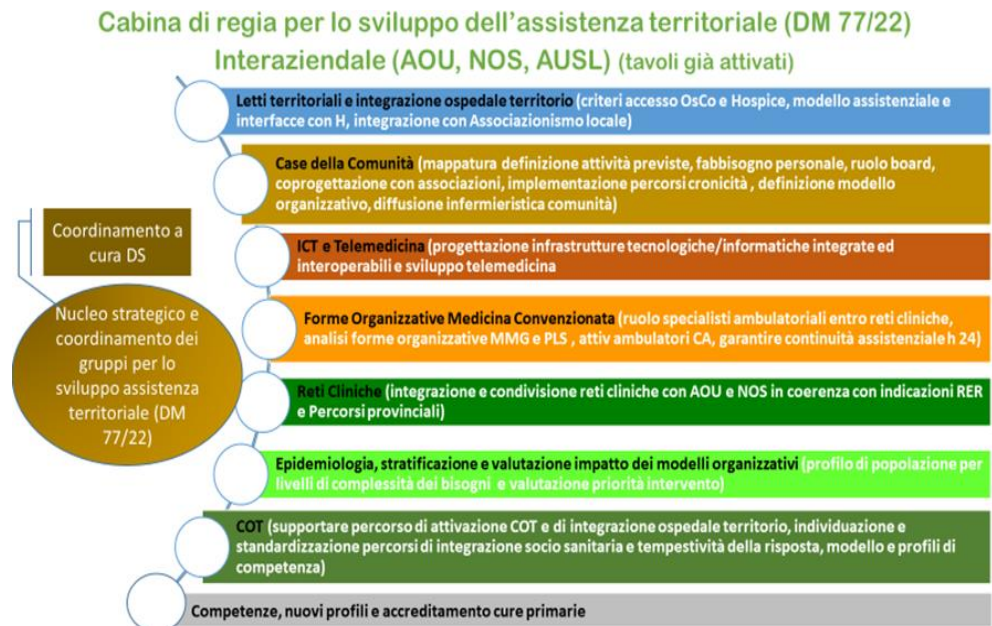 Cabina di regia per lo sviluppo dell'assistenza territoriale (DM 77/22)
Interaziendale (AOU, NOS, AUSL) (tavoli già attivati)
Letti territoriali e integrazione ospedale territorio (criteri accesso OsCo e Hospice, modello assistenziale e
interfacce con H, integrazione con Associazionismo locale)
Case della Comunità (mappatura definizione attività previste, fabbisogno personale, ruolo board,
coprogettazione con associazioni, implementazione percorsi cronicità , definizione modello
organizzativo, diffusione infermieristica comunità)
Coordinamento a
cura DS
ICT e Telemedicina (progettazione infrastrutture tecnologiche/informatiche integrate ed
interoperabili e sviluppo telemedicina
Nucleo strategico e
coordinamento dei
gruppi per lo
sviluppo assistenza
territoriale (DM
77/22)
Forme Organizzative Medicina Convenzionata (ruolo specialisti ambulatoriali entro reti cliniche,
analisi forme organizzative MMG e PLS , attiv ambulatori CA, garantire continuità assistenziale h 24)
Reti Cliniche (integrazione e condivisione reti cliniche con AOU e NOS in coerenza con indicazioni RER
e Percorsi provinciali)
Epidemiologia, stratificazione e valutazione impatto dei modelli organizzativi (profilo di popolazione per
livelli di complessità dei bisogni e valutazione priorità intervento)
COT (supportare percorso di attivazione COT e di integrazione ospedale territorio, individuazione e
standardizzazione percorsi di integrazione socio sanitaria e tempestività della risposta, modello e profili di
competenza)
Competenze, nuovi profili e accreditamento cure primarie